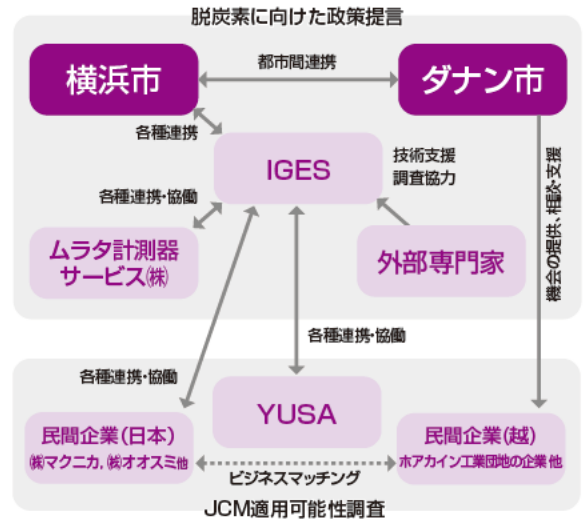 脱炭素に向けた政策提言
横浜市
都市間連携
ダナン市
各種連携
IGES
技術支援
調査協力
機会の提供、相談・支援
各種連携・協働
ムラタ計測器
サービス㈱
外部専門家
各種連携・協働
各種連携・協働
YUSA
民間企業(日本)
㈱マクニカ, ㈱オオスミ他
民間企業(越)
ホアカイン工業団地の企業 他
ビジネスマッチング
JCM適用可能性調査